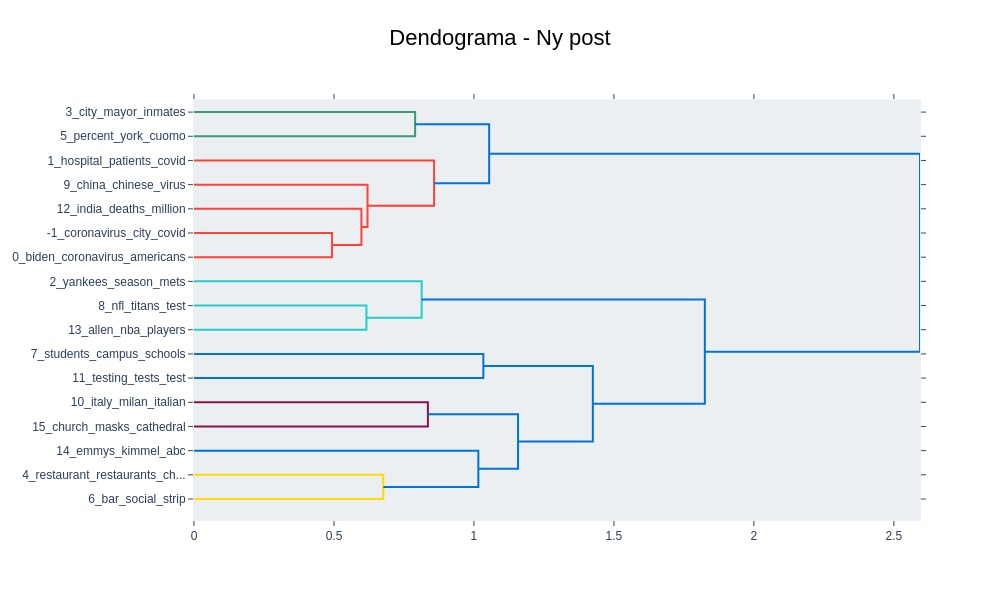 Dendograma - Ny post
3_city_mayor_inmates
5_percent_york_cuomo
1_hospital_patients_covid
9_china_chinese_virus
12_india_deaths_million
-1_coronavirus_city_covid
0_biden_coronavirus_americans
2_yankees_season_mets
8_nfl_titans_test
13_allen_nba_players
7_students_campus_schools
11_testing_tests_test
10_italy_milan_italian
15_church_masks_cathedral
14_emmys_kimmel_abc
4_restaurant_restaurants_ch...
6_bar_social_strip
0 0.5 1 1.5 2 2.5